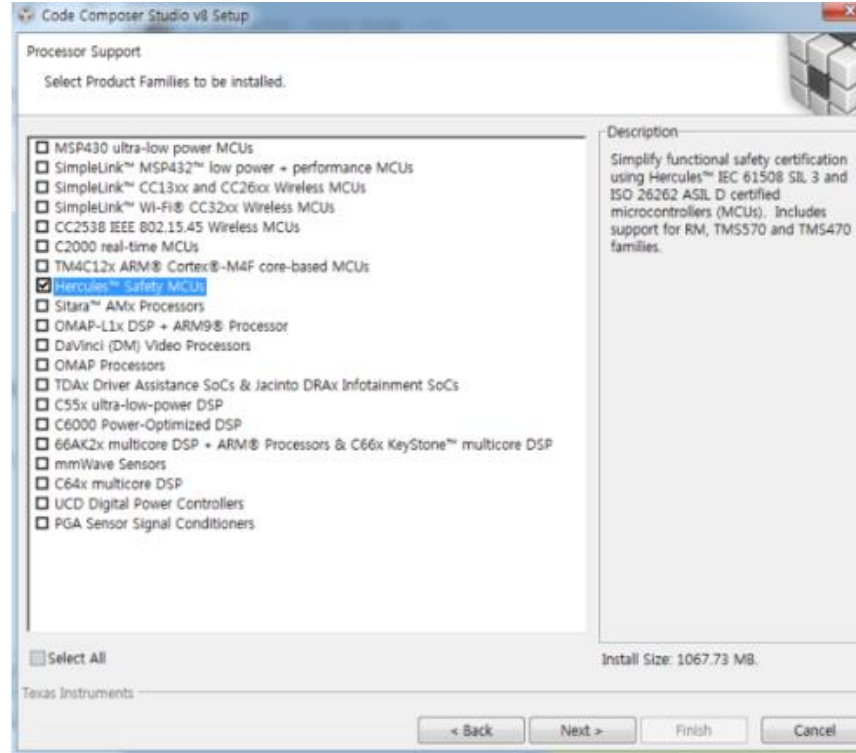 Code Composer Studio v8 Setup
Processor Support
Select Product Families to be installed.
MSP430 ultra-low power MCUs
SimpleLink™ MSP432™ low power + performance MCUs
SimpleLink™ CC13xx and CC26xx Wireless MCUs
SimpleLink™ Wi-Fi® CC32xx Wireless MCUs
CC2538 IEEE 802.15.45 Wireless MCUs
C2000 real-time MCUs
TM4C12x ARM® Cortex®-M4F core-based MCUs
Hercules™ Safety MCUs
Sitara™ AMx Processors
OMAP-L1x DSP + ARM9® Processor
DaVinci (DM) Video Processors
OMAP Processors
TDAx Driver Assistance SoCs & Jacinto DRAx Infotainment SoCs
C55x ultra-low-power DSP
C6000 Power-Optimized DSP
66AK2x multicore DSP + ARM® Processors & C66x KeyStone™ multicore DSP
mmWave Sensors
C64x multicore DSP
UCD Digital Power Controllers
PGA Sensor Signal Conditioners
Description
Simplify functional safety certification
using Hercules™ IEC 61508 SIL 3 and
ISO 26262 ASIL D certified
microcontrollers (MCUs). Includes
support for RM, TMS570 and TMS470
families.
Select All
Install Size: 1067.73 MB.
Texas Instruments
< Back
Next >
Finish
Cancel